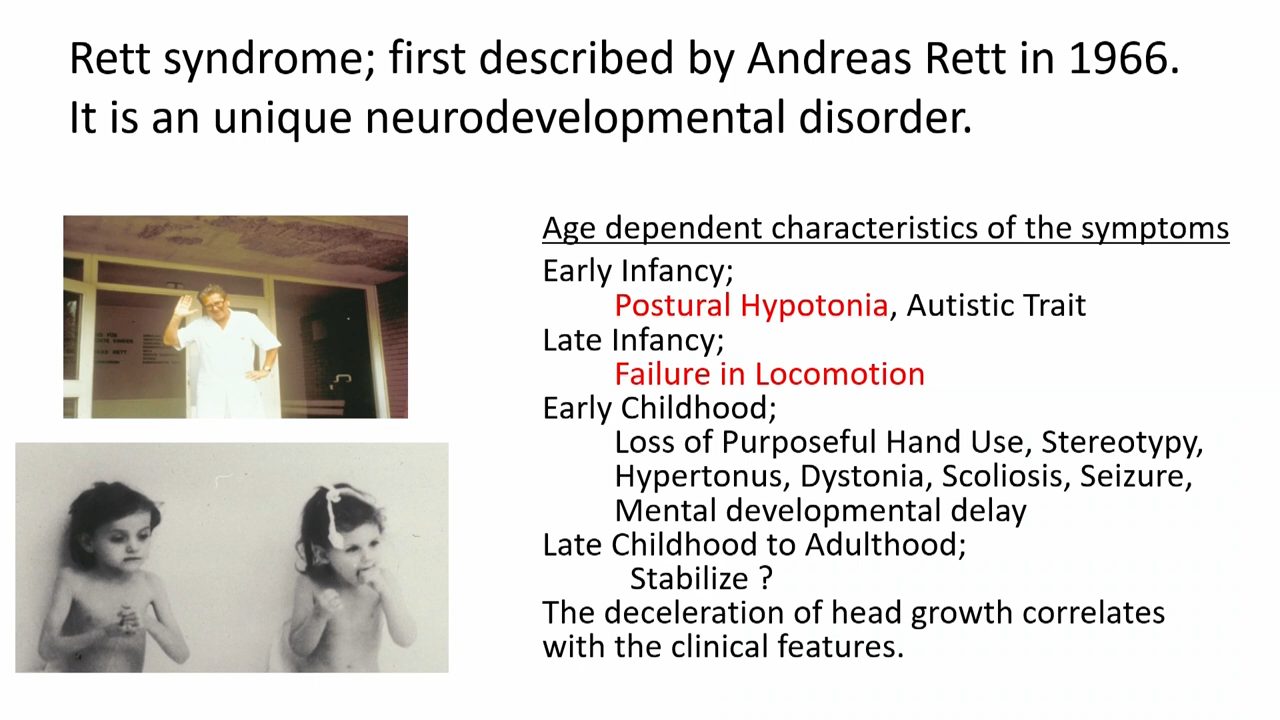 Rett syndrome; first described by Andreas Rett in 1966.
It is an unique neurodevelopmental disorder.
Age dependent characteristics of the symptoms
Early Infancy;
Postural Hypotonia, Autistic Trait
Late Infancy;
Failure in Locomotion
Early Childhood;
Loss of Purposeful Hand Use, Stereotypy,
Hypertonus, Dystonia, Scoliosis, Seizure,
Mental developmental delay
Late Childhood to Adulthood;
Stabilize ?
The deceleration of head growth correlates
with the clinical features.